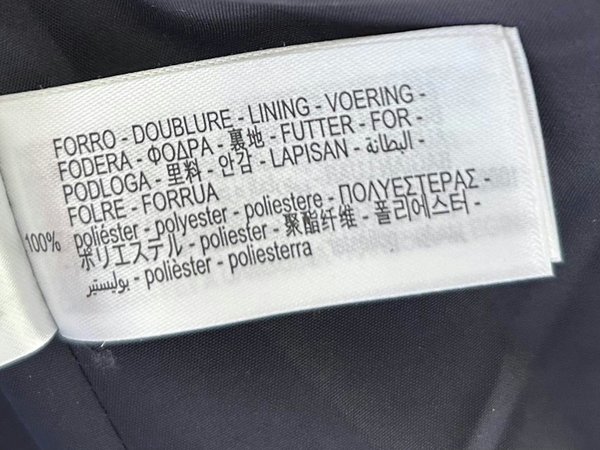 FORRO - DOUBLURE - LINING - VOERING -
FODERA - ΦΟΔΡΑ - 裏地 - FUTTER - FOR -
PODLOGA - 里料 - 안감 - LAPISAN - البطانة -
FOLRE - FORRUA
100% poliéster - polyester - poliestere - ΠΟΛΥΕΣΤΕΡΑΣ -
ポリエステル - poliester - 聚酯纤维 - 폴리에스터 -
بوليستير - polièster - poliesterra